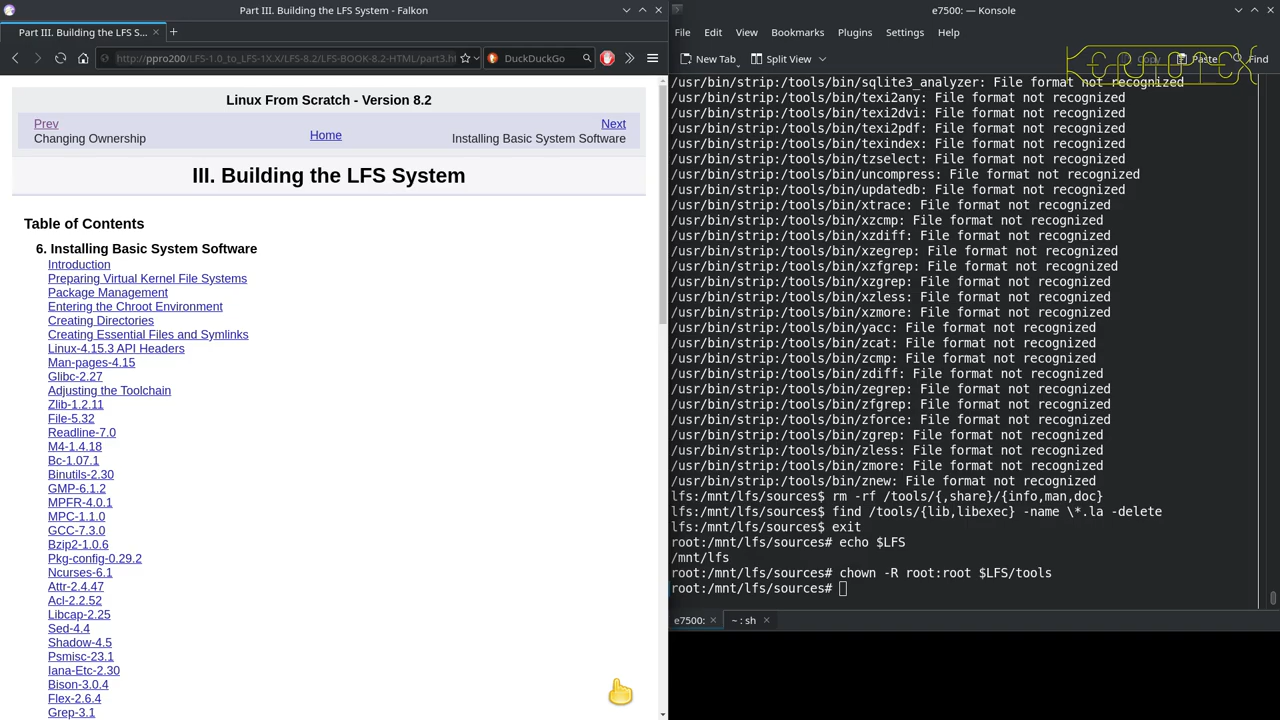 Part III. Building the LFS System - Falkon
Part III. Building the LFS S...
http://ppro200/LFS-1.0_to_LFS-1X.X/LFS-8.2/LFS-BOOK-8.2-HTML/part3.h
DuckDuckGo
Linux From Scratch - Version 8.2
Prev
Changing Ownership
Home
Next
Installing Basic System Software
III. Building the LFS System
Table of Contents
6. Installing Basic System Software
Introduction
Preparing Virtual Kernel File Systems
Package Management
Entering the Chroot Environment
Creating Directories
Creating Essential Files and Symlinks
Linux-4.15.3 API Headers
Man-pages-4.15
Glibc-2.27
Adjusting the Toolchain
Zlib-1.2.11
File-5.32
Readline-7.0
M4-1.4.18
Bc-1.07.1
Binutils-2.30
GMP-6.1.2
MPFR-4.0.1
MPC-1.1.0
GCC-7.3.0
Bzip2-1.0.6
Pkg-config-0.29.2
Ncurses-6.1
Attr-2.4.47
Acl-2.2.52
Libcap-2.25
Sed-4.4
Shadow-4.5
Psmisc-23.1
Iana-Etc-2.30
Bison-3.0.4
Flex-2.6.4
Grep-3.1
e7500: — Konsole
File Edit View Bookmarks Plugins Settings Help
New Tab Split View Copy Paste Find
/usr/bin/strip:/tools/bin/sqlite3_analyzer: File format not recognized
/usr/bin/strip:/tools/bin/texi2any: File format not recognized
/usr/bin/strip:/tools/bin/texi2dvi: File format not recognized
/usr/bin/strip:/tools/bin/texi2pdf: File format not recognized
/usr/bin/strip:/tools/bin/texindex: File format not recognized
/usr/bin/strip:/tools/bin/tzselect: File format not recognized
/usr/bin/strip:/tools/bin/uncompress: File format not recognized
/usr/bin/strip:/tools/bin/updatedb: File format not recognized
/usr/bin/strip:/tools/bin/xtrace: File format not recognized
/usr/bin/strip:/tools/bin/xzcmp: File format not recognized
/usr/bin/strip:/tools/bin/xzdiff: File format not recognized
/usr/bin/strip:/tools/bin/xzegrep: File format not recognized
/usr/bin/strip:/tools/bin/xzfgrep: File format not recognized
/usr/bin/strip:/tools/bin/xzgrep: File format not recognized
/usr/bin/strip:/tools/bin/xzless: File format not recognized
/usr/bin/strip:/tools/bin/xzmore: File format not recognized
/usr/bin/strip:/tools/bin/yacc: File format not recognized
/usr/bin/strip:/tools/bin/zcat: File format not recognized
/usr/bin/strip:/tools/bin/zcmp: File format not recognized
/usr/bin/strip:/tools/bin/zdiff: File format not recognized
/usr/bin/strip:/tools/bin/zegrep: File format not recognized
/usr/bin/strip:/tools/bin/zfgrep: File format not recognized
/usr/bin/strip:/tools/bin/zforce: File format not recognized
/usr/bin/strip:/tools/bin/zgrep: File format not recognized
/usr/bin/strip:/tools/bin/zless: File format not recognized
/usr/bin/strip:/tools/bin/zmore: File format not recognized
/usr/bin/strip:/tools/bin/znew: File format not recognized
lfs:/mnt/lfs/sources$ rm -rf /tools/{,share}/{info,man,doc}
lfs:/mnt/lfs/sources$ find /tools/{lib,libexec} -name \*.la -delete
lfs:/mnt/lfs/sources$ exit
root:/mnt/lfs/sources# echo $LFS
/mnt/lfs
root:/mnt/lfs/sources# chown -R root:root $LFS/tools
root:/mnt/lfs/sources#
e7500:
~ : sh